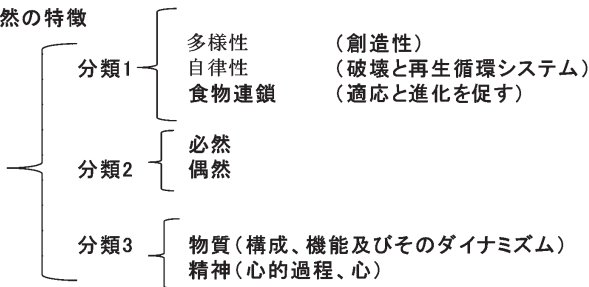 然の特徴
分類1
多様性 (創造性)
自律性 (破壊と再生循環システム)
食物連鎖 (適応と進化を促す)
分類2
必然
偶然
分類3
物質(構成、機能及びそのダイナミズム)
精神(心的過程、心)